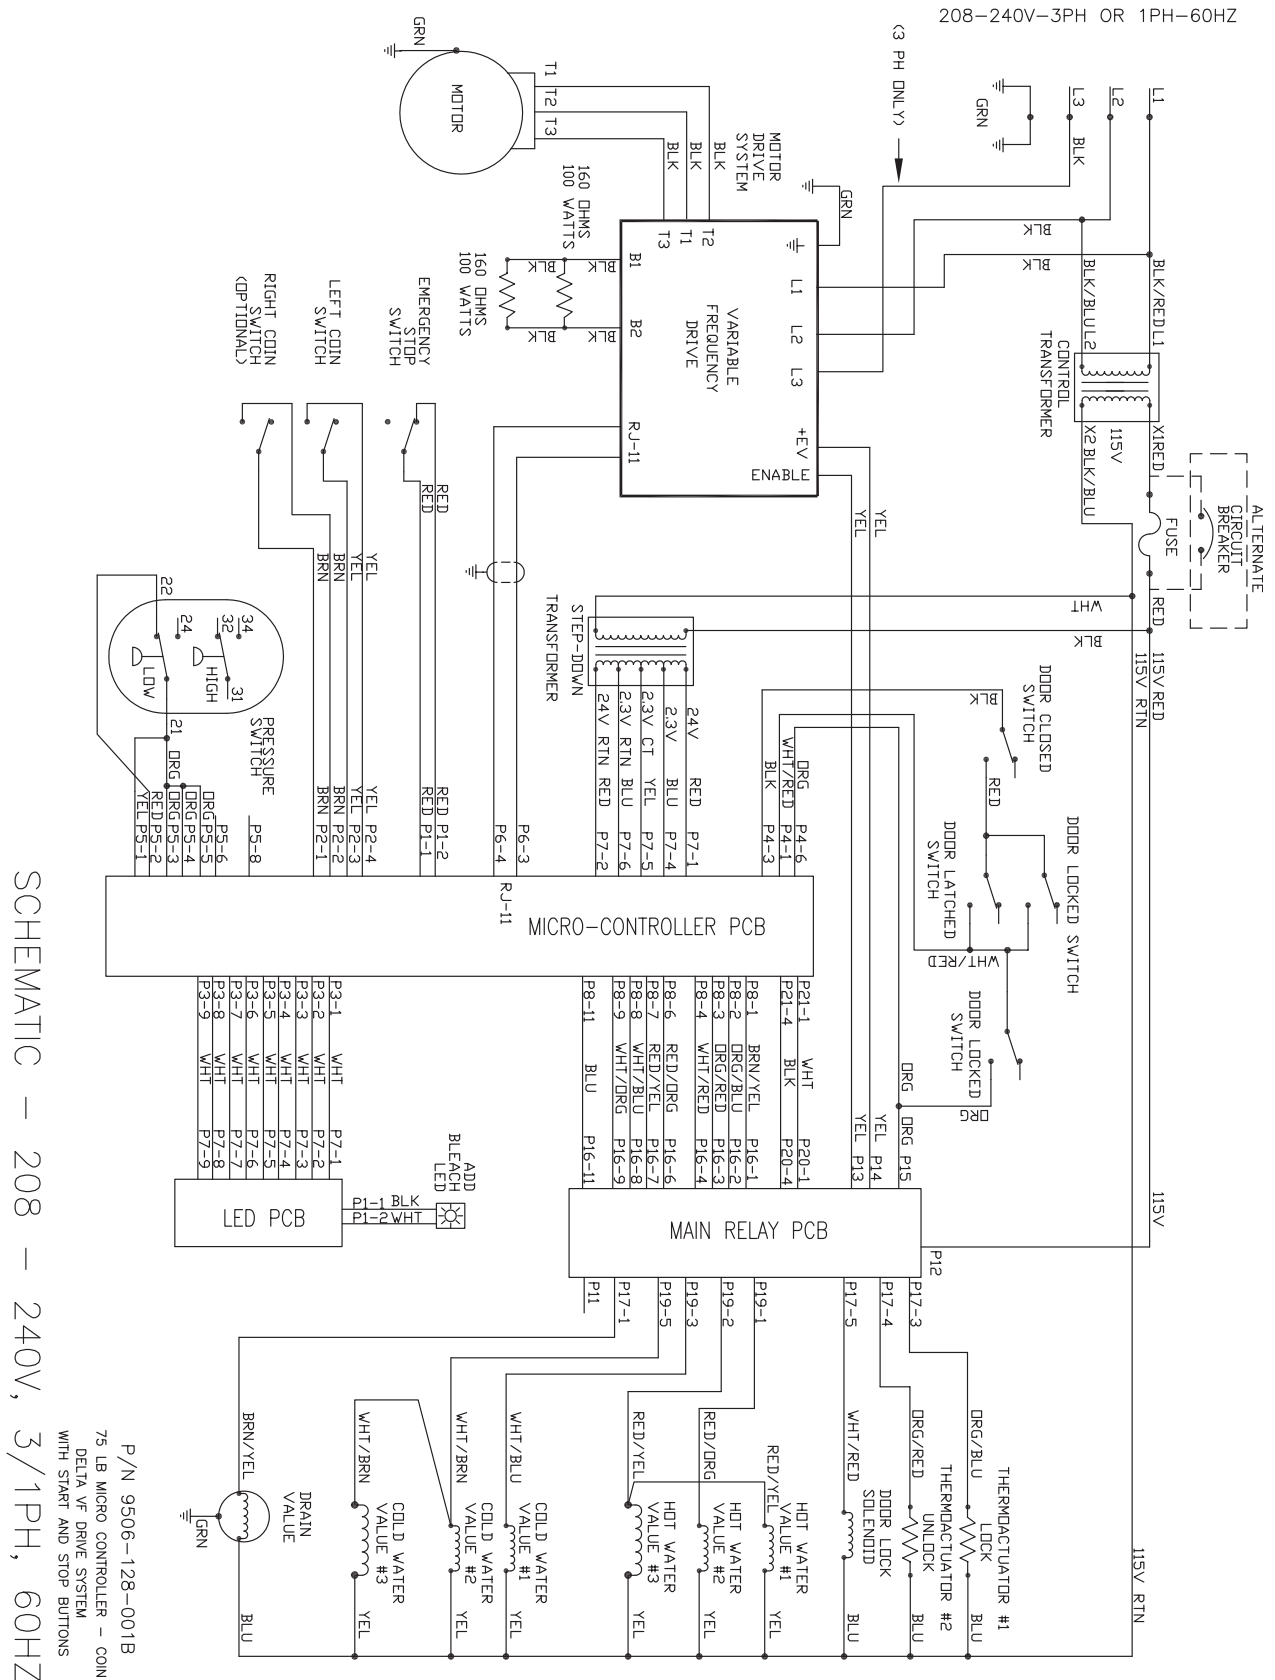 208-240V-3PH OR 1PH-60HZ
L1
L2
L3
GRN
BLK
(3 PH ONLY)
GRN
MOTOR
T1
T2
T3
BLK
BLK
BLK
MOTOR
DRIVE
SYSTEM
GRN
T2
T1
T3
L1
L2
L3
+EV
ENABLE
VARIABLE
FREQUENCY
DRIVE
B1
B2
RJ-11
160 OHMS
100 WATTS
160 OHMS
100 WATTS
BLK
BLK
BLK
BLK
BLK
BLK
BLK/RED L1
BLK/BLU L2
CONTROL
TRANSFORMER
115V
X1 RED
X2 BLK/BLU
FUSE
ALTERNATE
CIRCUIT
BREAKER
RED
WHT
BLK
115V RED
115V RTN
YEL
YEL
EMERGENCY
STOP
SWITCH
LEFT COIN
SWITCH
RIGHT COIN
SWITCH
(OPTIONAL)
RED
RED
YEL
YEL
BRN
BRN
22
24
32
34
31
21
HIGH
LOW
PRESSURE
SWITCH
ORG
STEP-DOWN
TRANSFORMER
24V
2.3V
2.3V CT
2.3V RTN
24V RTN
RED
BLU
YEL
BLU
RED
P7-1
P7-4
P7-5
P7-6
P7-2
DOOR CLOSED
SWITCH
BLK
RED
DOOR LOCKED SWITCH
DOOR LATCHED
SWITCH
WHT/RED
DOOR LOCKED
SWITCH
ORG
ORG
ORG P4-6
WHT/RED P4-1
BLK P4-3
P6-3
P6-4
RED P1-2
RED P1-1
YEL P2-4
YEL P2-3
BRN P2-2
BRN P2-1
P5-8
P5-6
ORG P5-5
ORG P5-4
ORG P5-3
RED P5-2
YEL P5-1
RJ-11
MICRO-CONTROLLER PCB
P21-1 WHT P20-1
P21-4 BLK P20-4
P8-1 BRN/YEL P16-1
P8-2 ORG/BLU P16-2
P8-3 ORG/RED P16-3
P8-4 WHT/RED P16-4
P8-6 RED/ORG P16-6
P8-7 RED/YEL P16-7
P8-8 WHT/BLU P16-8
P8-9 WHT/ORG P16-9
P8-11 BLU P16-11
P3-1 WHT P7-1
P3-2 WHT P7-2
P3-3 P7-3
P3-4 WHT P7-4
P3-5 P7-5
P3-6 WHT P7-6
P3-7 P7-7
P3-8 WHT P7-8
P3-9 WHT P7-9
ORG P15
YEL P14
YEL P13
115V
P12
MAIN RELAY PCB
LED PCB
P1-1 BLK
P1-2 WHT
ADD
BLEACH
LED
P17-3
P17-4
P17-5
P19-1
P19-2
P19-3
P19-5
P17-1
P11
115V RTN
ORG/BLU
THERMOACTUATOR #1
LOCK
BLU
ORG/RED
THERMOACTUATOR #2
UNLOCK
BLU
WHT/RED
DOOR LOCK
SOLENOID
BLU
RED/YEL
HOT WATER
VALUE #1
YEL
RED/ORG
HOT WATER
VALUE #2
YEL
RED/YEL
HOT WATER
VALUE #3
YEL
WHT/BLU
COLD WATER
VALUE #1
YEL
WHT/BRN
COLD WATER
VALUE #2
YEL
WHT/BRN
COLD WATER
VALUE #3
YEL
BRN/YEL
DRAIN
VALUE
GRN
BLU
P/N 9506-128-001B
75 LB MICRO CONTROLLER - COIN
DELTA VF DRIVE SYSTEM
WITH START AND STOP BUTTONS
SCHEMATIC - 208 - 240V, 3/1PH, 60HZ